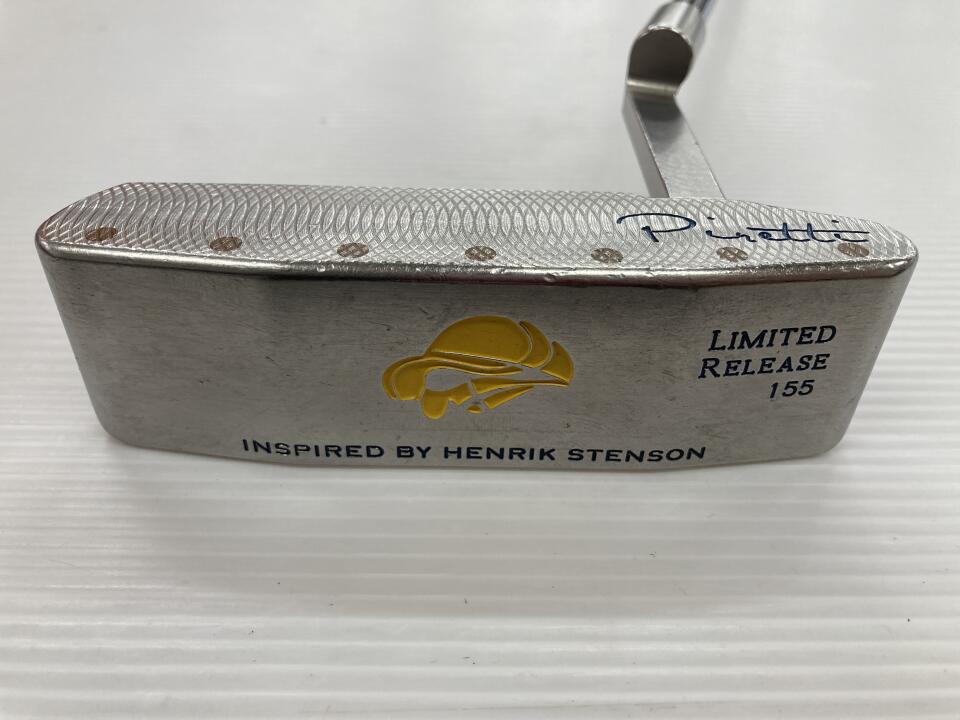 Piretti
LIMITED
RELEASE
155
INSPIRED BY HENRIK STENSON